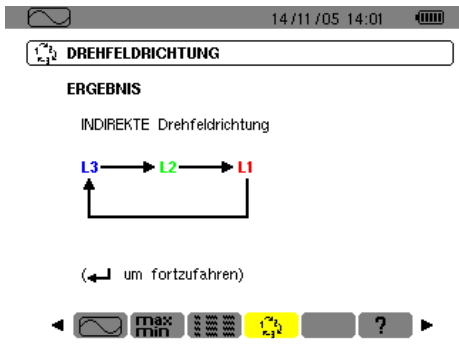 14/11/05 14:01
DREHFELDRICHTUNG
ERGEBNIS
INDIREKTE Drehfeldrichtung
L3 L2 L1
(↵ um fortzufahren)
max min ?